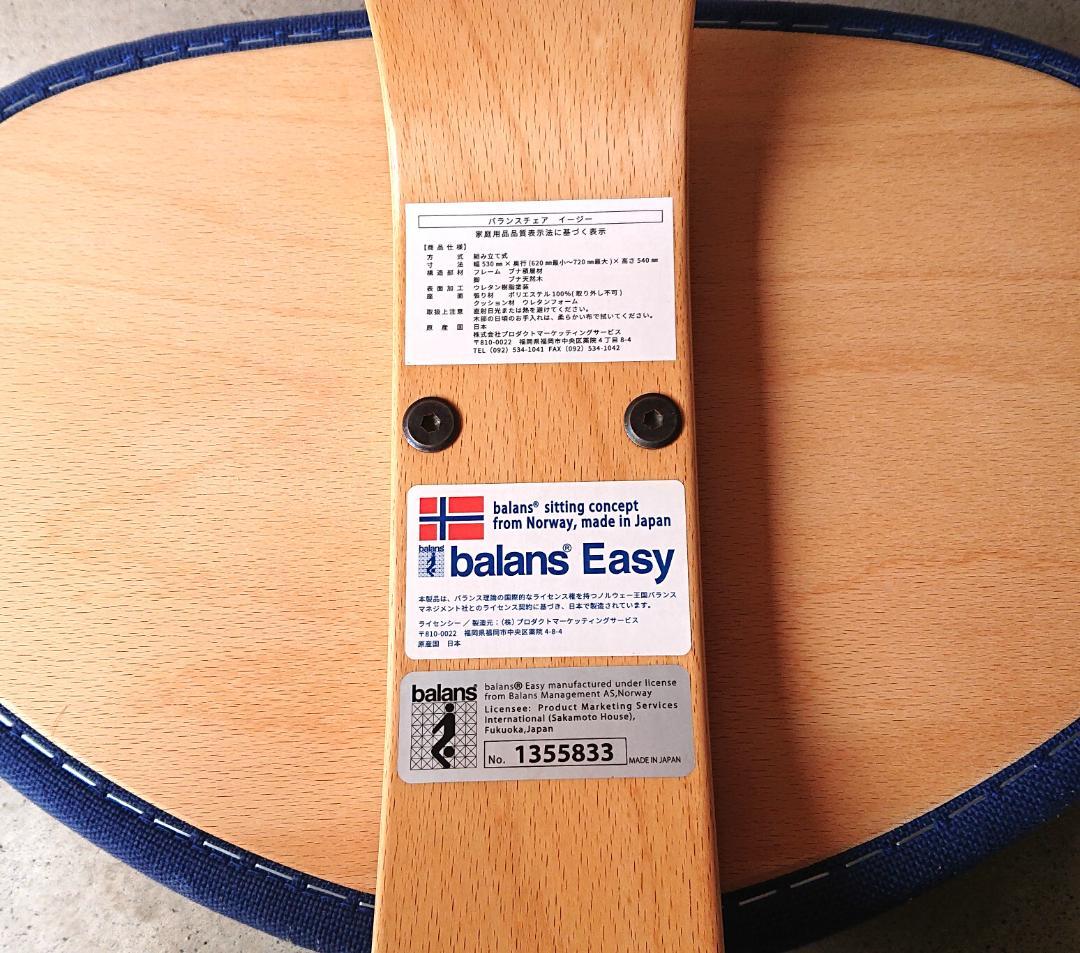 バランスチェア　イージー
家庭用品品質表示法に基づく表示
【商品仕様】
方　　式　組み立て式
寸　　法　幅 530 ㎜ × 奥行 (620 ㎜最小～720 ㎜最大 )× 高さ 540 ㎜
構造部材　フレーム　ブナ積層材
脚　　　　ブナ天然木
表面加工　ウレタン樹脂塗装
座　　面　張り材　ポリエステル 100%( 取り外し不可 )
クッション材　ウレタンフォーム
取扱上注意　直射日光または熱を避けてください。
木部の日頃のお手入れは、柔らかい布で拭いてください。
原 産 国　日本
株式会社プロダクトマーケッティングサービス
〒810-0022　福岡県福岡市中央区薬院 4 丁目 8-4
TEL（092）534-1041 FAX（092）534-1042
balans® sitting concept
from Norway, made in Japan
balans
balans® Easy
本製品は、バランス理論の国際的なライセンス権を持つノルウェー王国バランス
マネジメント社とのライセンス契約に基づき、日本で製造されています。
ライセンシー ／ 製造元：（株）プロダクトマーケッティングサービス
〒810-0022　福岡県福岡市中央区薬院 4-8-4
原産国　日本
balans
balans® Easy manufactured under license
from Balans Management AS,Norway
Licensee: Product Marketing Services
International (Sakamoto House),
Fukuoka,Japan
No. 1355833
MADE IN JAPAN